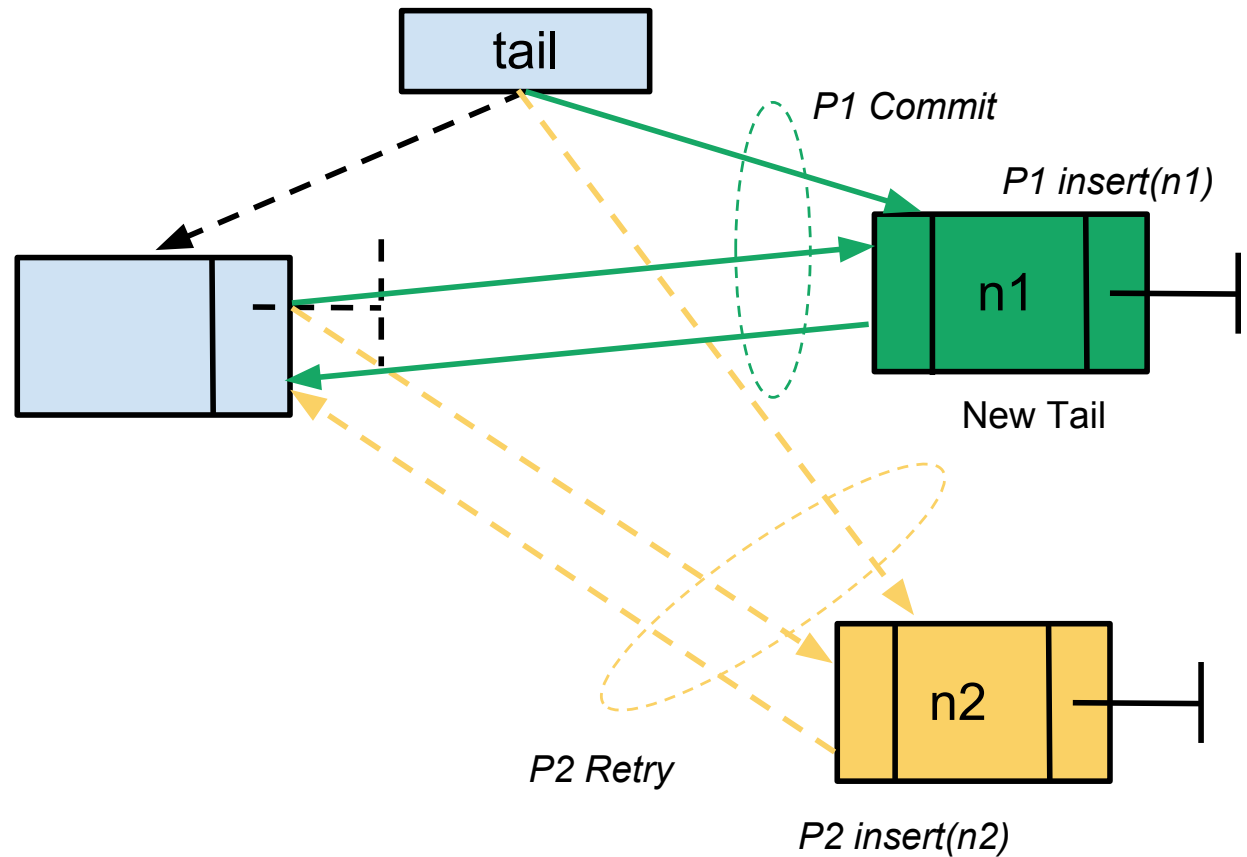 tail
P1 Commit
P1 insert(n1)
n1
New Tail
n2
P2 Retry
P2 insert(n2)